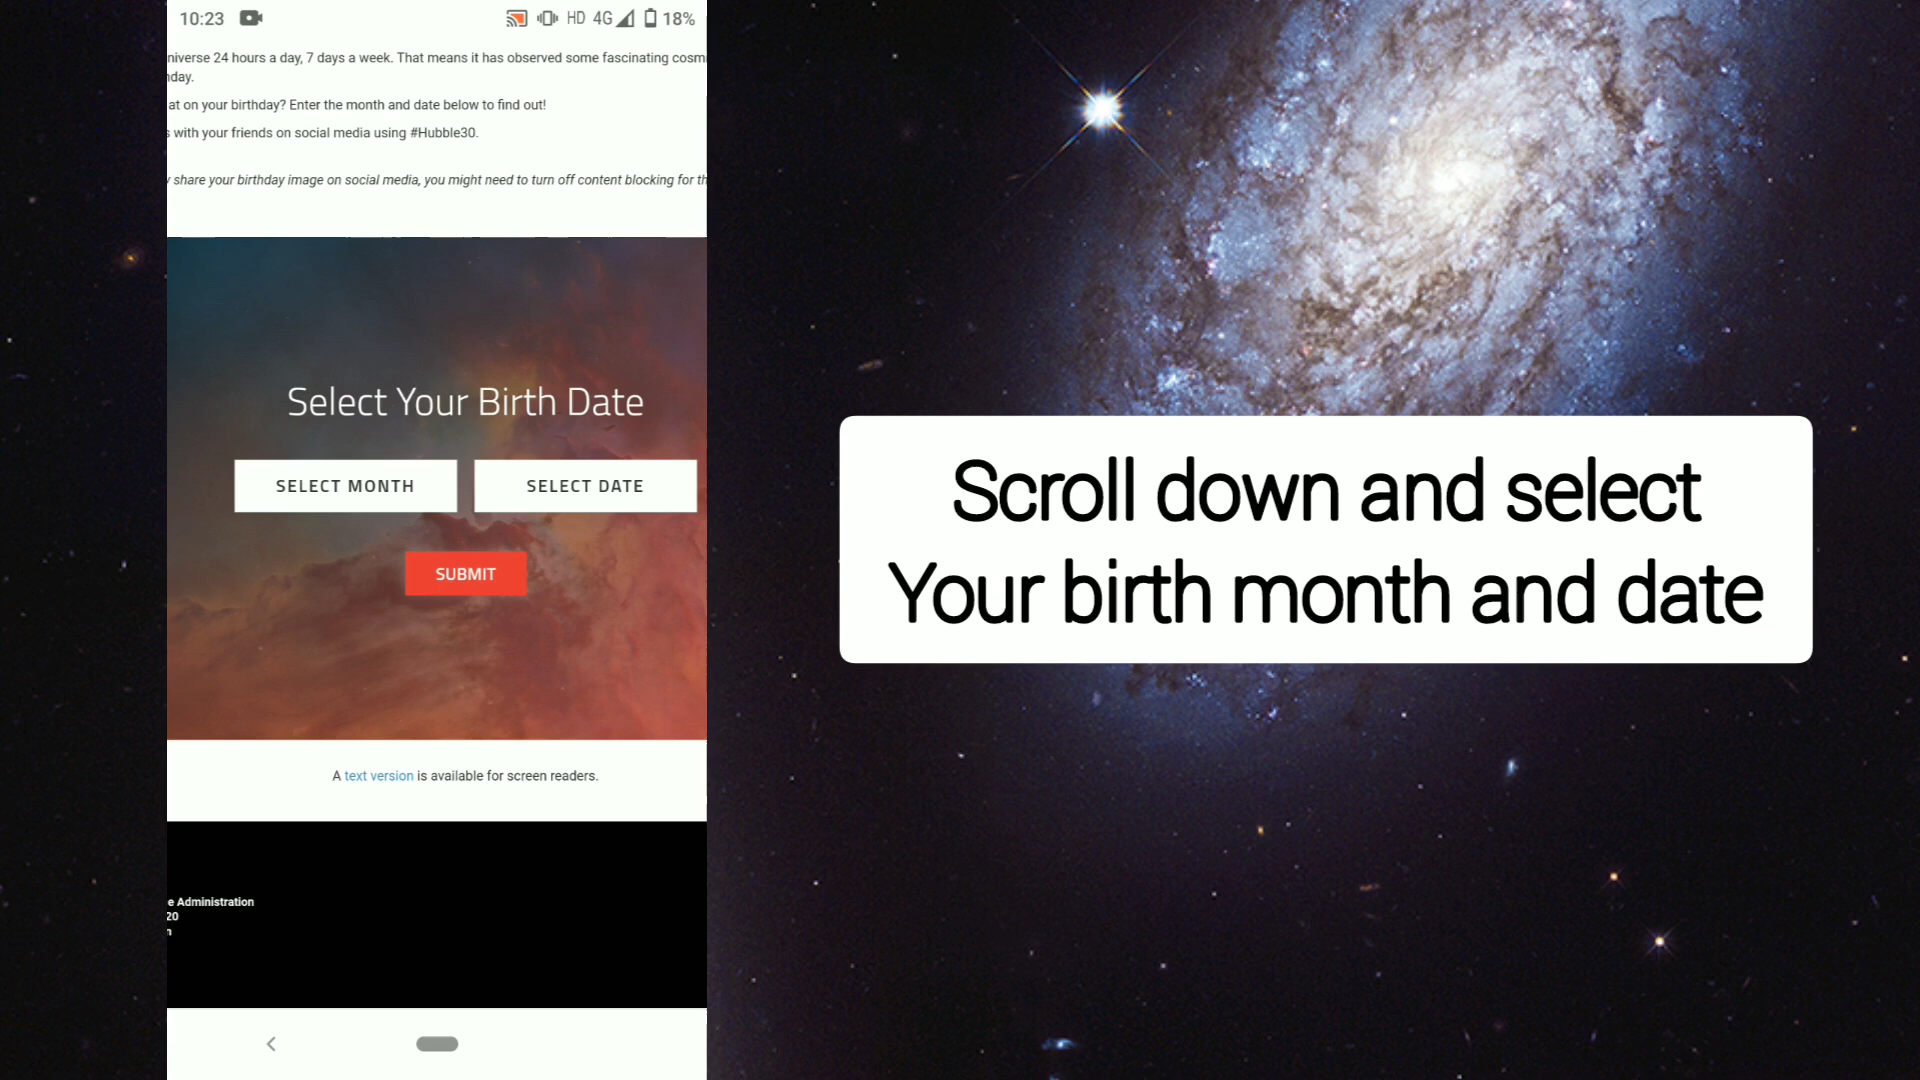 10:23 HD 4G 18%
niverse 24 hours a day, 7 days a week. That means it has observed some fascinating cosm
day.
at on your birthday? Enter the month and date below to find out!
s with your friends on social media using #Hubble30.
y share your birthday image on social media, you might need to turn off content blocking for th
Select Your Birth Date
SELECT MONTH SELECT DATE
SUBMIT
A text version is available for screen readers.
e Administration
20
n
Scroll down and select
Your birth month and date